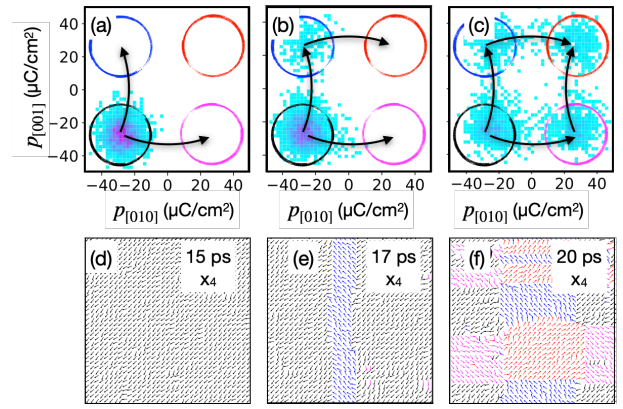 (a)
(b)
(c)
40
20
0
−20
−40
p[001] (μC/cm²)
−40 −20 0 20 40
−40 −20 0 20 40
−40 −20 0 20 40
p[010] (μC/cm²)
p[010] (μC/cm²)
p[010] (μC/cm²)
(d)
15 ps
x₄
(e)
17 ps
x₄
(f)
20 ps
x₄